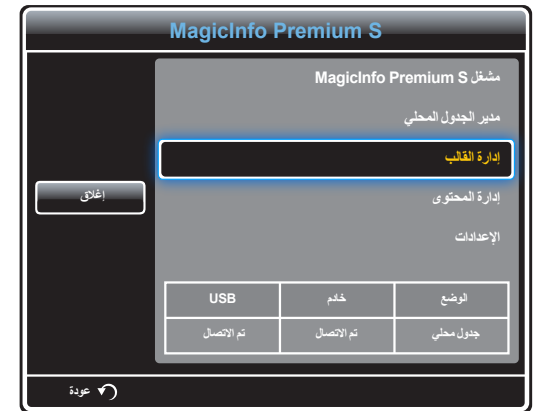 MagicInfo Premium S
مشغل MagicInfo Premium S
مدير الجدول المحلي
إدارة القالب
إدارة المحتوى
الإعدادات
إغلاق
الوضع خادم USB
جدول محلي تم الاتصال تم الاتصال
عودة